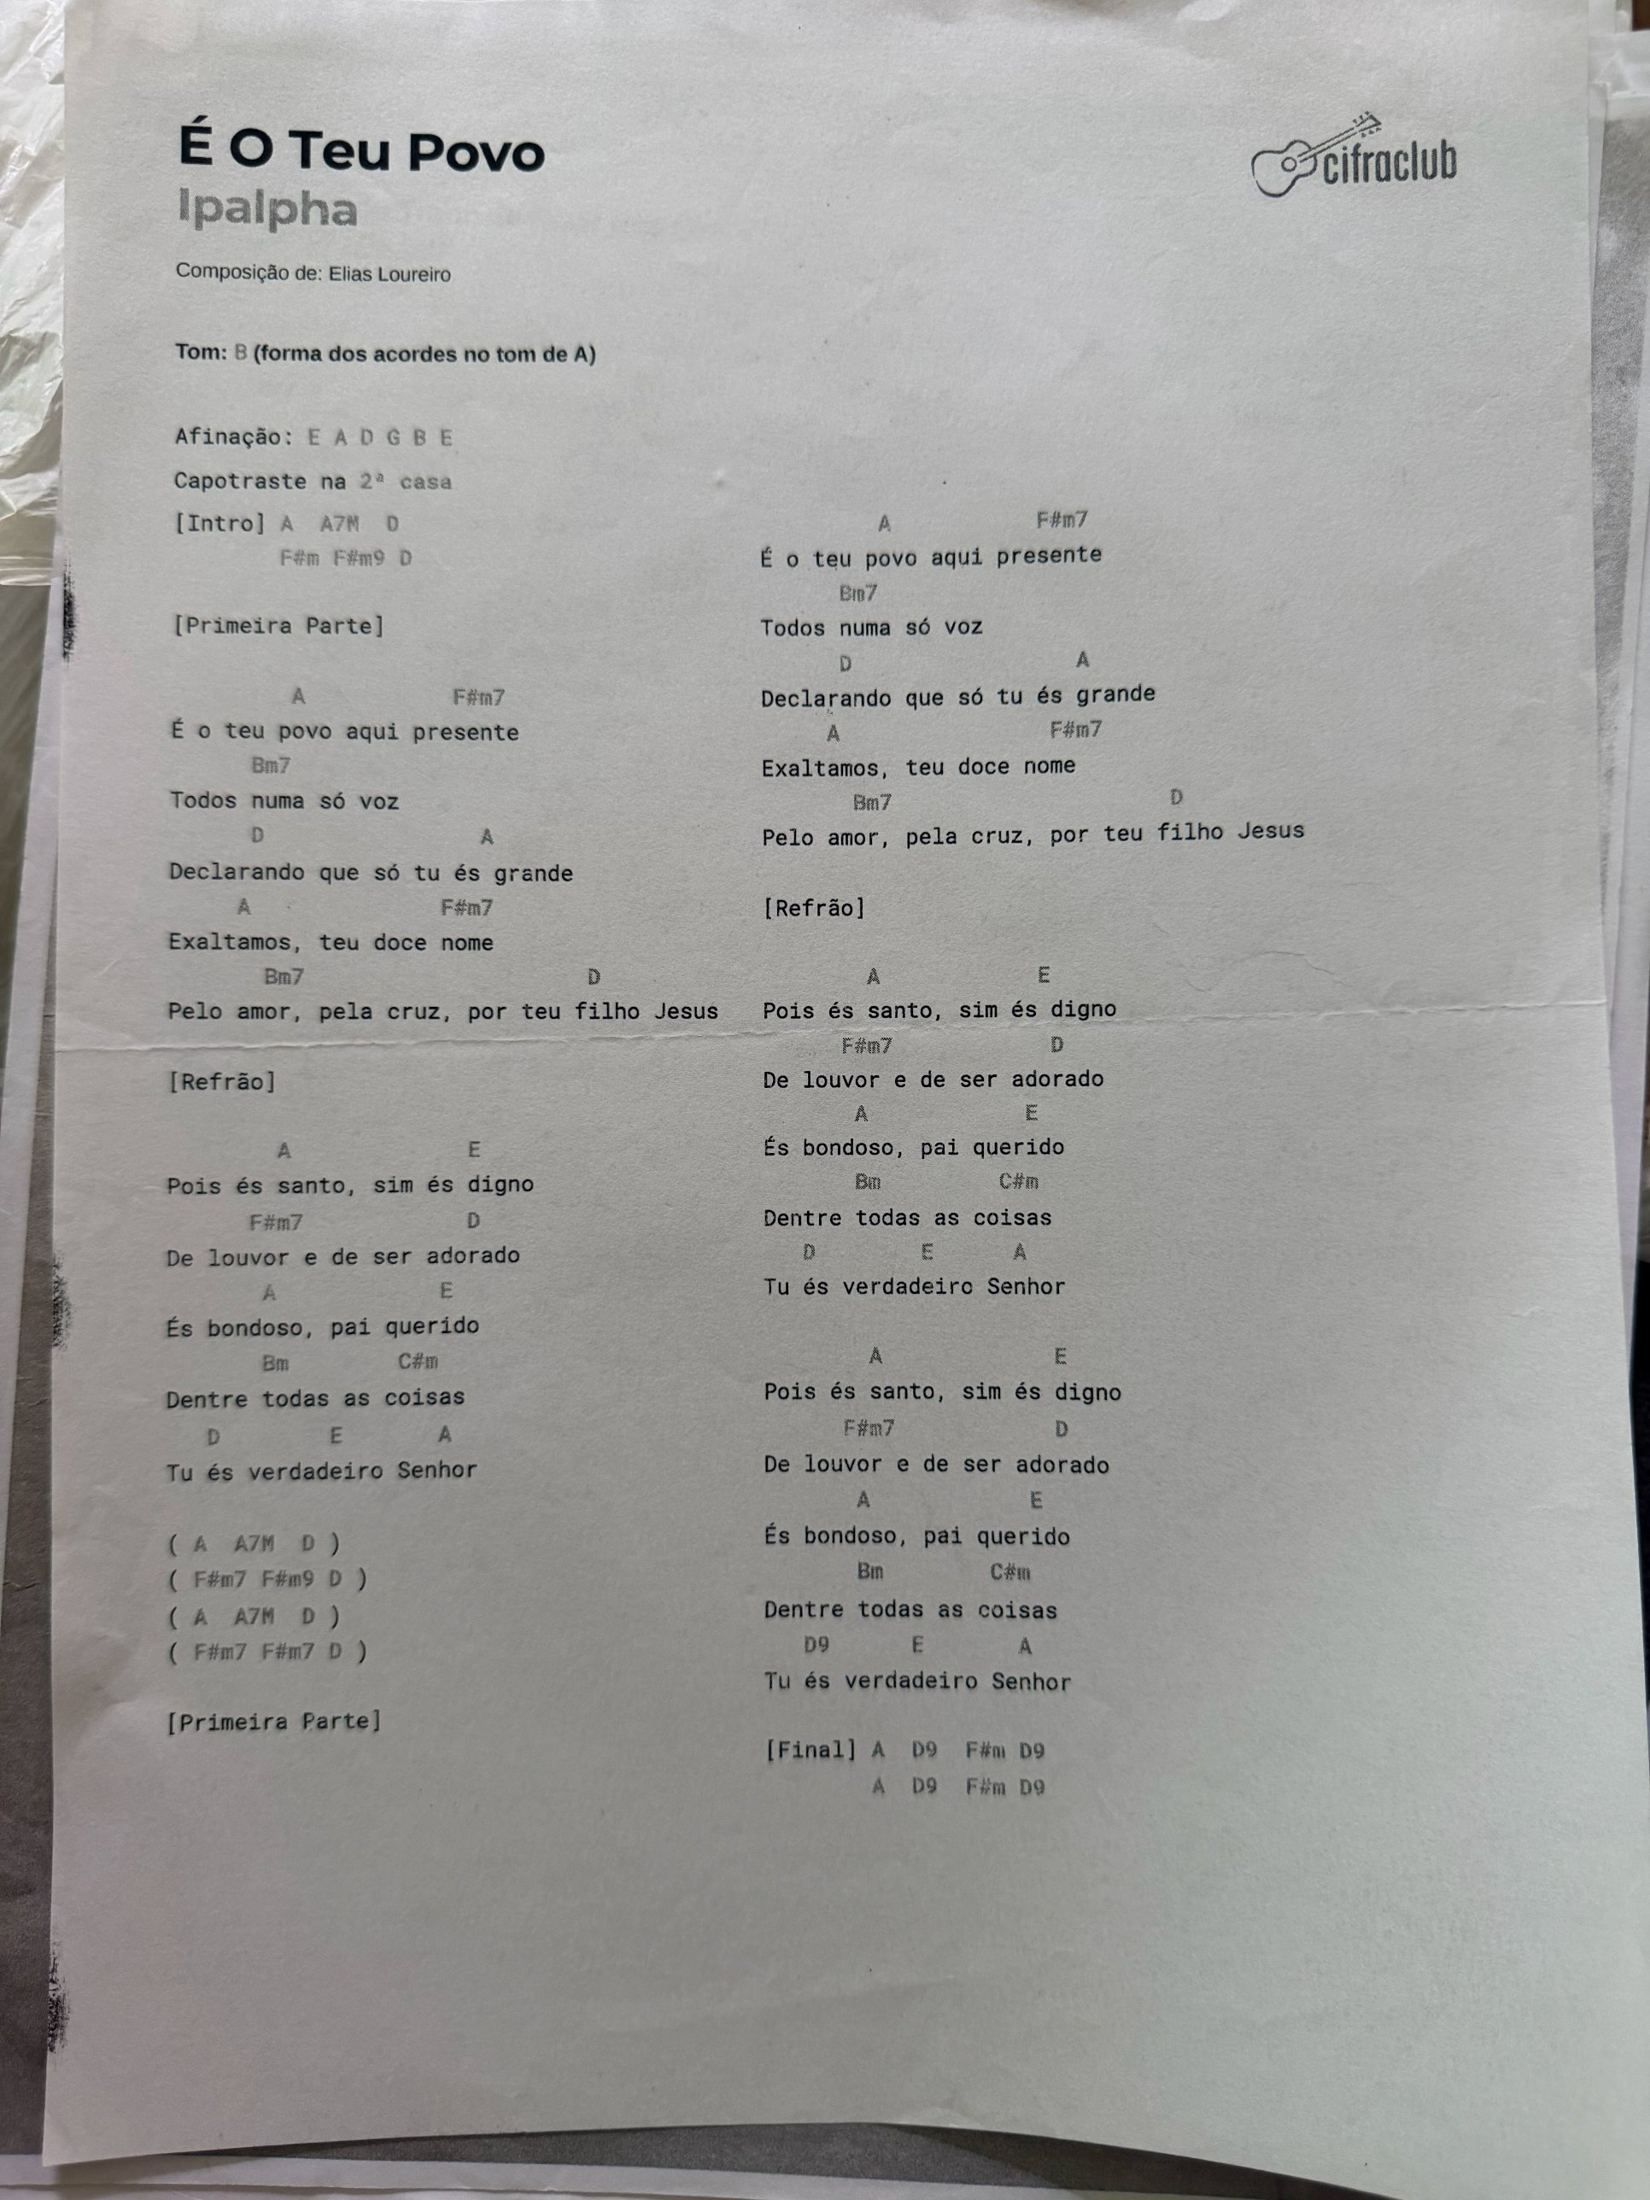 É O Teu Povo
Ipalpha
cifraclub
Composição de: Elias Loureiro
Tom: B (forma dos acordes no tom de A)
Afinação: E A D G B E
Capotraste na 2ª casa
[Intro] A  A7M  D
F#m F#m9 D
[Primeira Parte]
A           F#m7
É o teu povo aqui presente
Bm7
Todos numa só voz
D                A
Declarando que só tu és grande
A              F#m7
Exaltamos, teu doce nome
Bm7                     D
Pelo amor, pela cruz, por teu filho Jesus
[Refrão]
A             E
Pois és santo, sim és digno
F#m7            D
De louvor e de ser adorado
A            E
És bondoso, pai querido
Bm        C#m
Dentre todas as coisas
D        E       A
Tu és verdadeiro Senhor
( A  A7M  D )
( F#m7 F#m9 D )
( A  A7M  D )
( F#m7 F#m7 D )
[Primeira Parte]
A           F#m7
É o teu povo aqui presente
Bm7
Todos numa só voz
D                 A
Declarando que só tu és grande
A                F#m7
Exaltamos, teu doce nome
Bm7                     D
Pelo amor, pela cruz, por teu filho Jesus
[Refrão]
A            E
Pois és santo, sim és digno
F#m7            D
De louvor e de ser adorado
A            E
És bondoso, pai querido
Bm         C#m
Dentre todas as coisas
D        E      A
Tu és verdadeiro Senhor
A             E
Pois és santo, sim és digno
F#m7            D
De louvor e de ser adorado
A            E
És bondoso, pai querido
Bm        C#m
Dentre todas as coisas
D9      E       A
Tu és verdadeiro Senhor
[Final] A  D9  F#m D9
A  D9  F#m D9